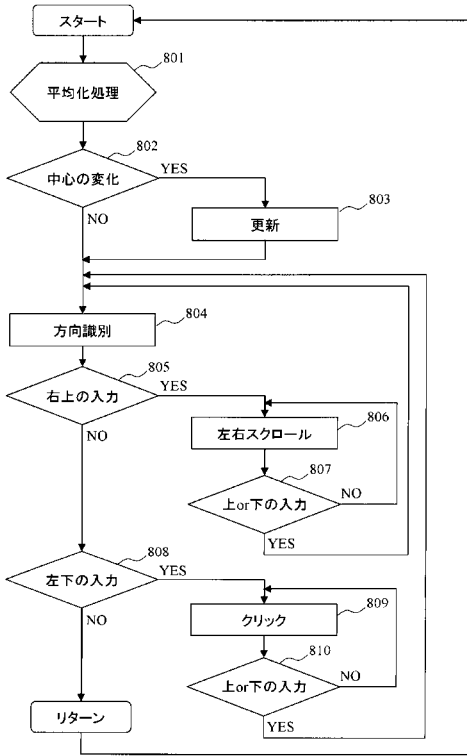 スタート
801
平均化処理
802
中心の変化
YES
NO
803
更新
804
方向識別
805
右上の入力
YES
NO
806
左右スクロール
807
上or下の入力
NO
YES
808
左下の入力
YES
NO
809
クリック
810
上or下の入力
NO
YES
リターン